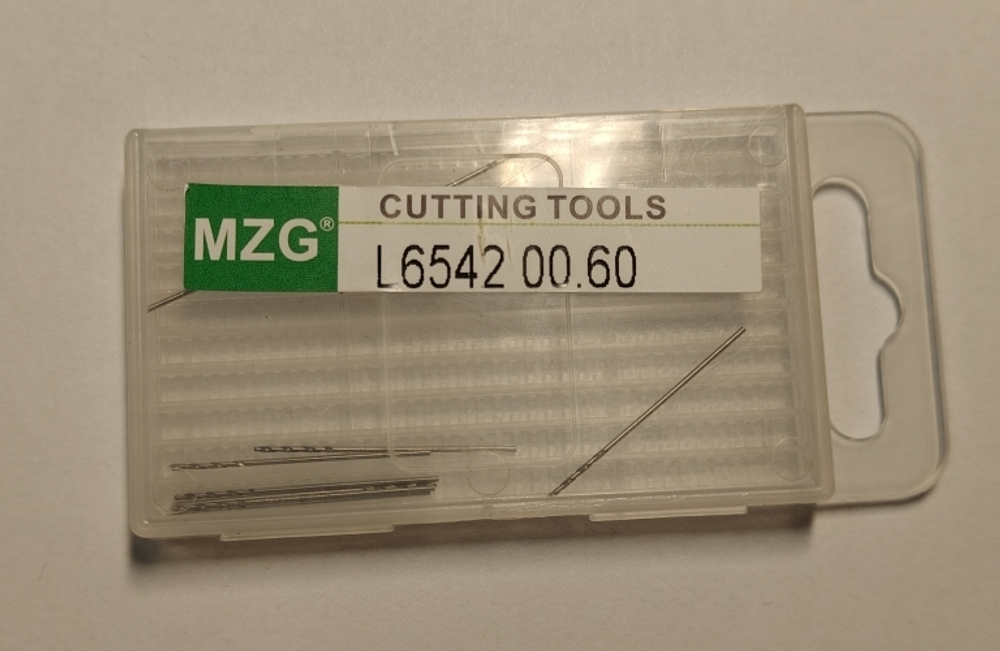 MZG®
CUTTING TOOLS
L6542 00.60